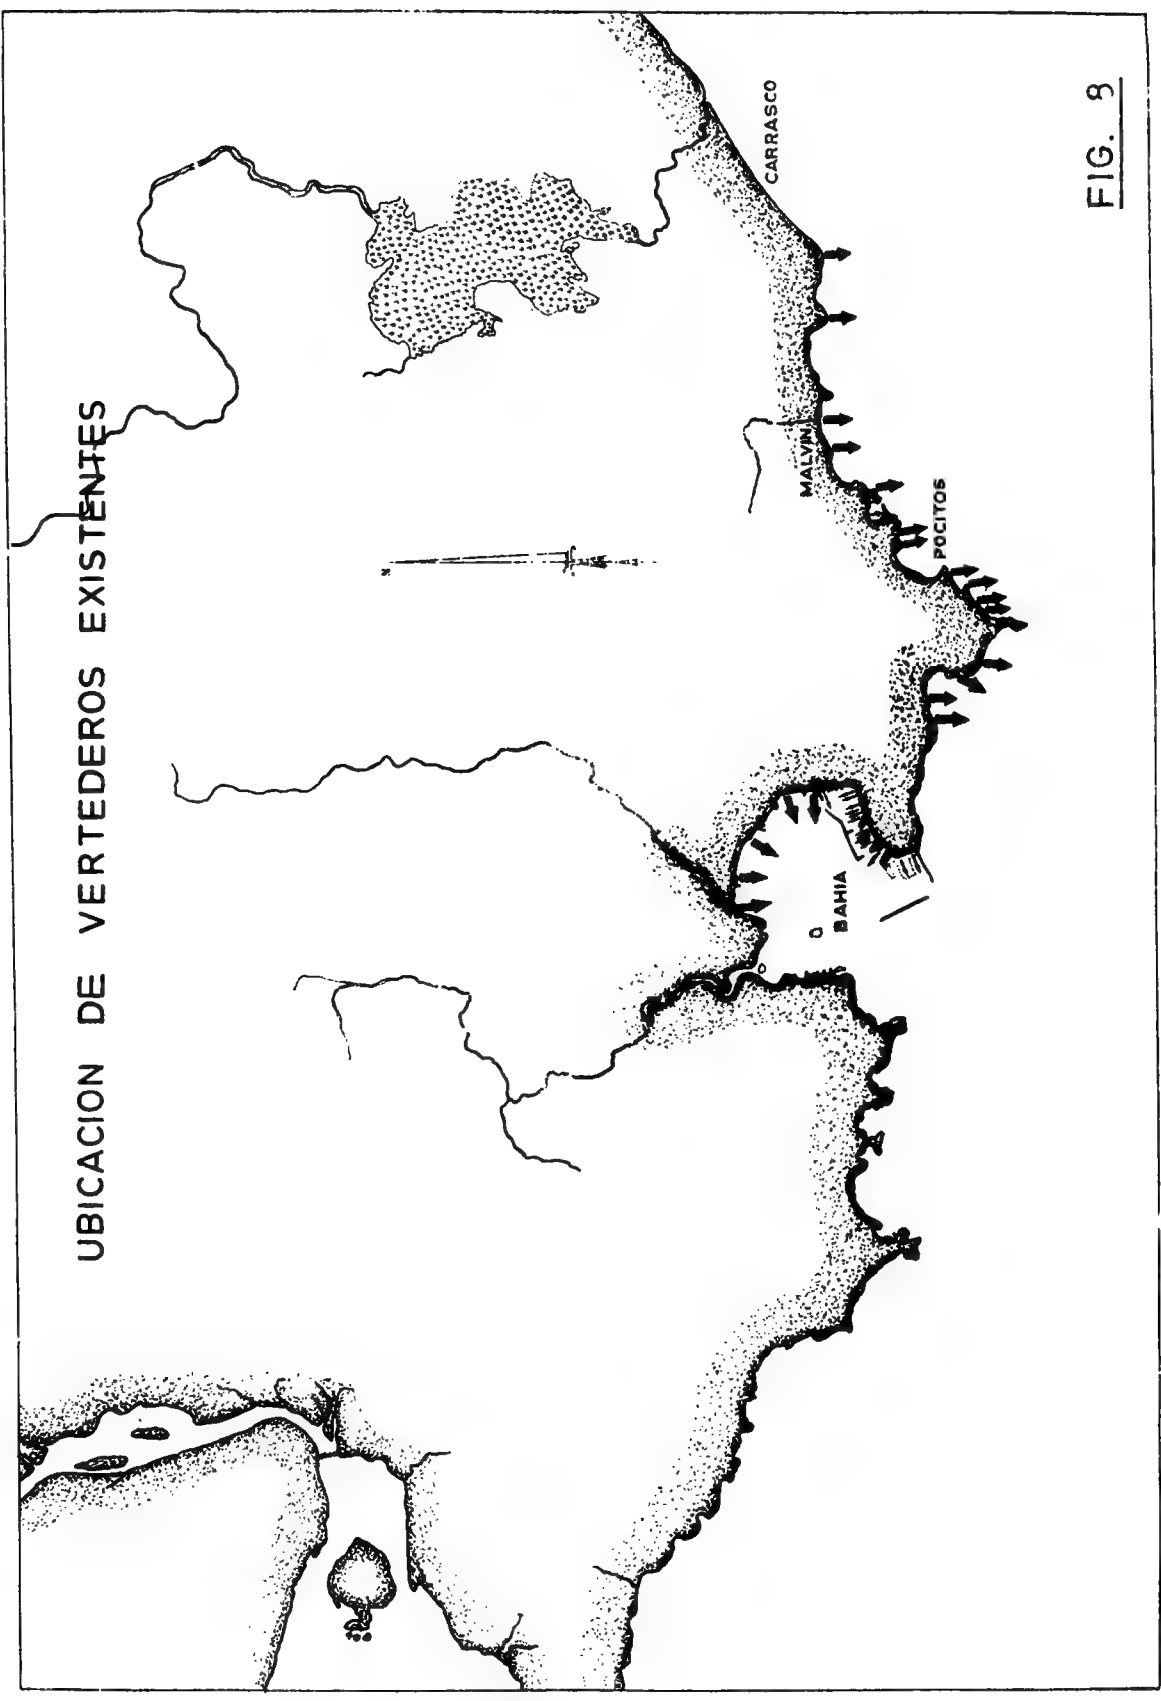 UBICACION DE VERTEDEROS EXISTENTES
N
CARRASCO
MALVIN
POCITOS
BAHIA
FIG. 8